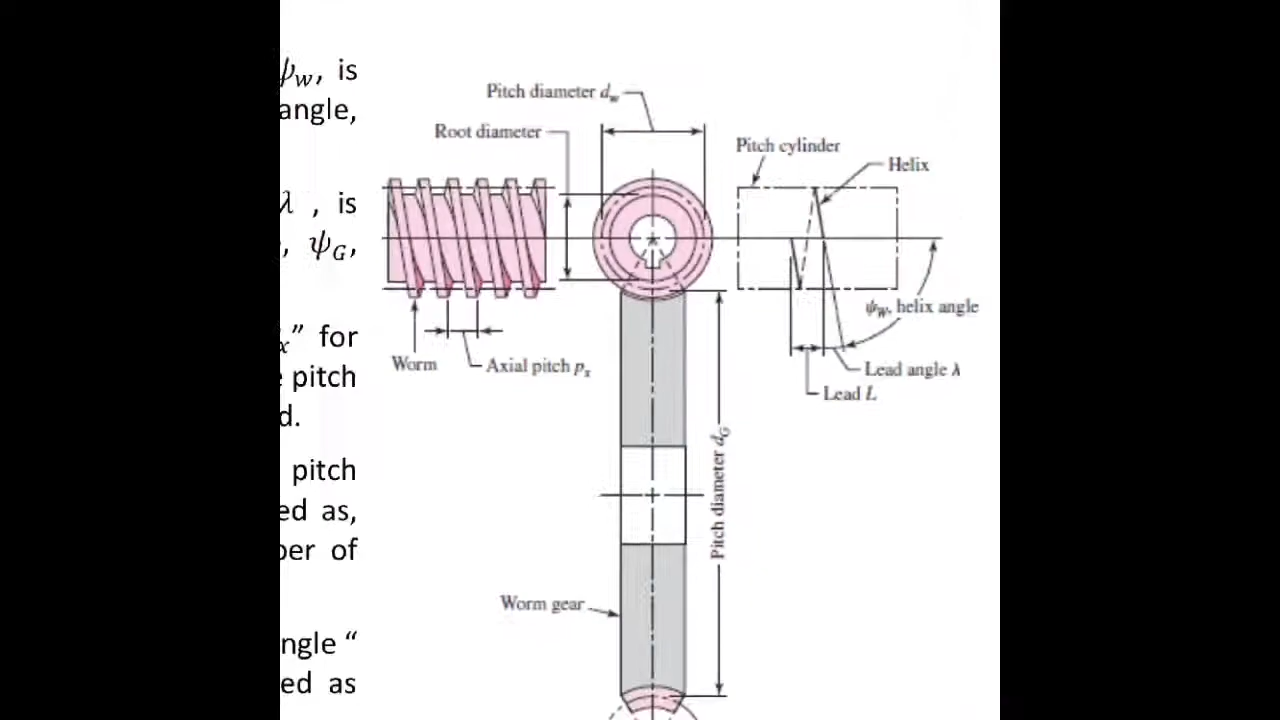 ψw, is
angle,
λ , is
, ψG,
x” for
pitch
d.
pitch
ed as,
ber of
ngle “
ed as
Pitch diameter dw
Root diameter
Pitch cylinder
Helix
ψW, helix angle
Worm
Axial pitch px
Lead angle λ
Lead L
Pitch diameter dG
Worm gear